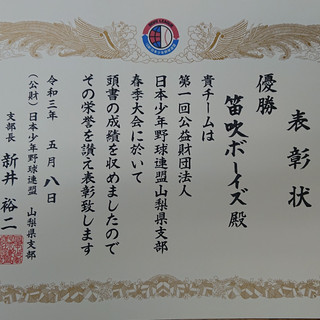 表彰状
優勝
笛吹ボーイズ殿
貴チームは
第一回公益財団法人
日本少年野球連盟山梨県支部
春季大会に於いて
頭書の成績を収めましたので
その栄誉を讃え表彰致します
令和三年 五月八日
(公財)日本少年野球連盟 山梨県支部
支部長 新井裕二